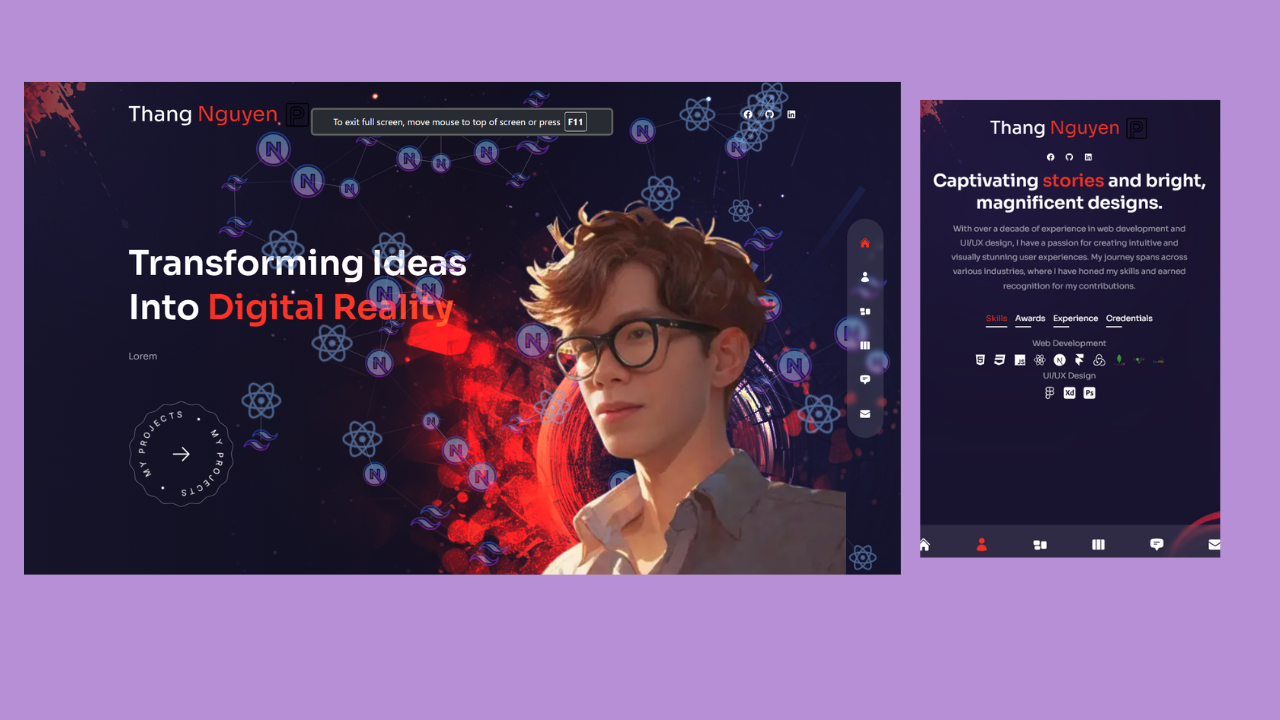 Thang Nguyen P
To exit full screen, move mouse to top of screen or press F11
Transforming Ideas
Into Digital Reality
Lorem
MY PROJECTS • MY PROJECTS •
Thang Nguyen P
Captivating stories and bright,
magnificent designs.
With over a decade of experience in web development and
UI/UX design, I have a passion for creating intuitive and
visually stunning user experiences. My journey spans across
various industries, where I have honed my skills and earned
recognition for my contributions.
Skills Awards Experience Credentials
Web Development
UI/UX Design
Xd Ps